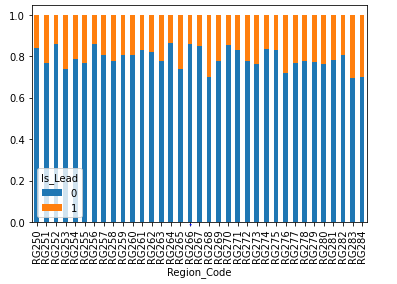 1.0
0.8
0.6
0.4
0.2
0.0
Is_Lead
0
1
RG250
RG251
RG252
RG253
RG254
RG255
RG256
RG257
RG258
RG259
RG260
RG261
RG262
RG263
RG264
RG265
RG266
RG267
RG268
RG269
RG270
RG271
RG272
RG273
RG274
RG275
RG276
RG277
RG278
RG279
RG280
RG281
RG282
RG283
RG284
Region_Code